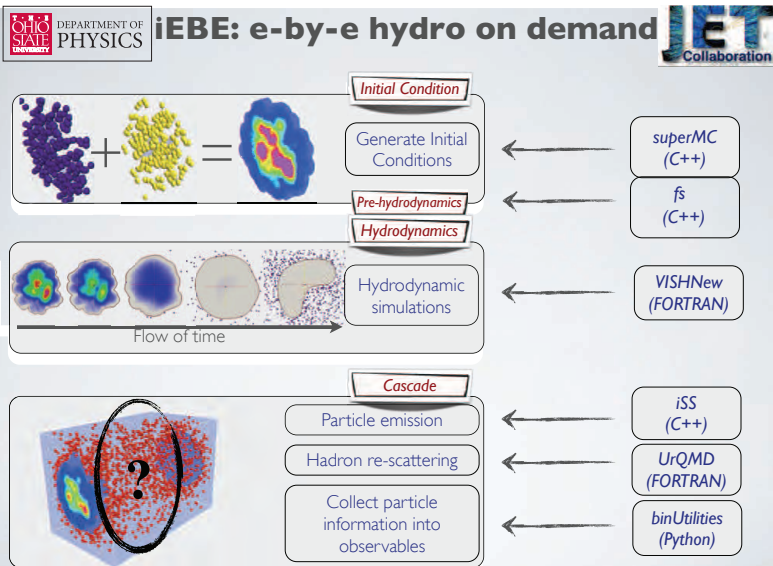 OHIO
STATE
UNIVERSITY
DEPARTMENT OF
PHYSICS
iEBE: e-by-e hydro on demand
JET
Collaboration
Initial Condition
+
=
Generate Initial
Conditions
superMC
(C++)
Pre-hydrodynamics
fs
(C++)
Hydrodynamics
Hydrodynamic
simulations
VISHNew
(FORTRAN)
Flow of time
Cascade
?
Particle emission
iSS
(C++)
Hadron re-scattering
UrQMD
(FORTRAN)
Collect particle
information into
observables
binUtilities
(Python)